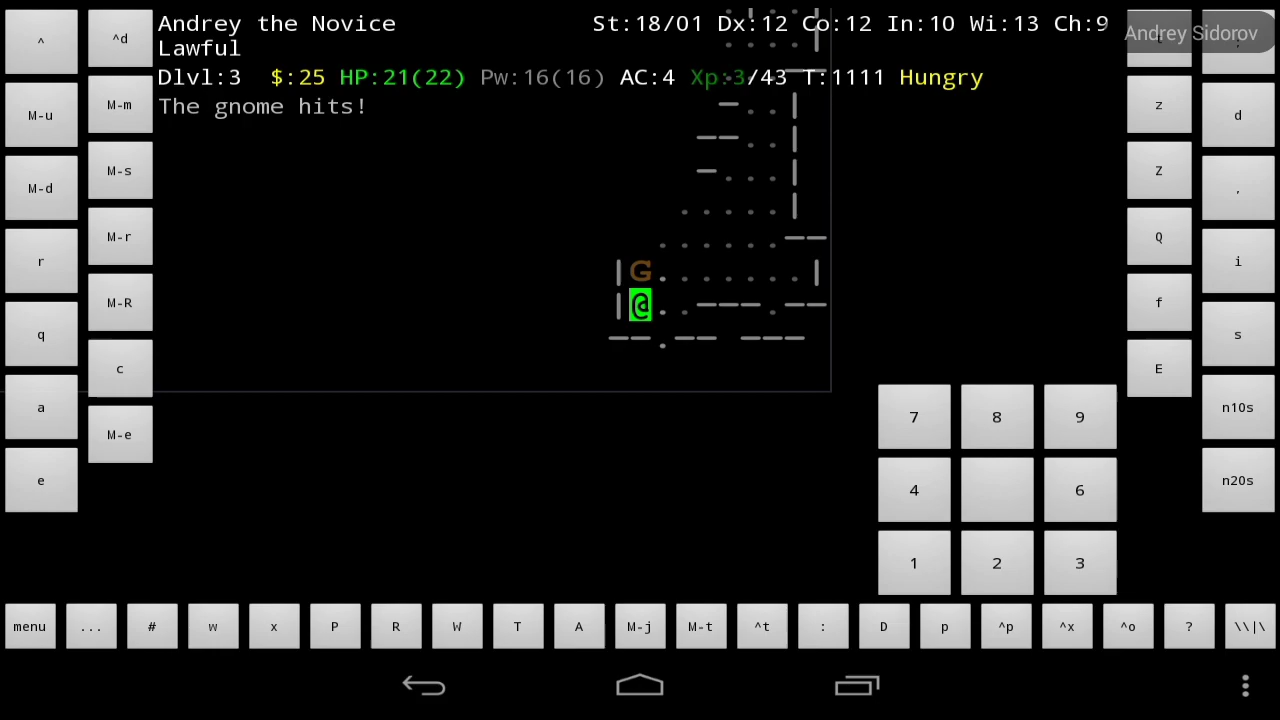 Andrey the Novice St:18/01 Dx:12 Co:12 In:10 Wi:13 Ch:9
Lawful
Dlvl:3 $:25 HP:21(22) Pw:16(16) AC:4 Xp:3/43 T:1111 Hungry
The gnome hits!
Andrey Sidorov
^ ^d
M-u M-m
M-d M-s
r M-r
q M-R
a c
e M-e
z d
Z ,
Q i
f s
E n10s
n20s
G
@
7 8 9
4 6
1 2 3
menu ... # w x P R W T A M-j M-t ^t : D p ^p ^x ^o ? \\|\